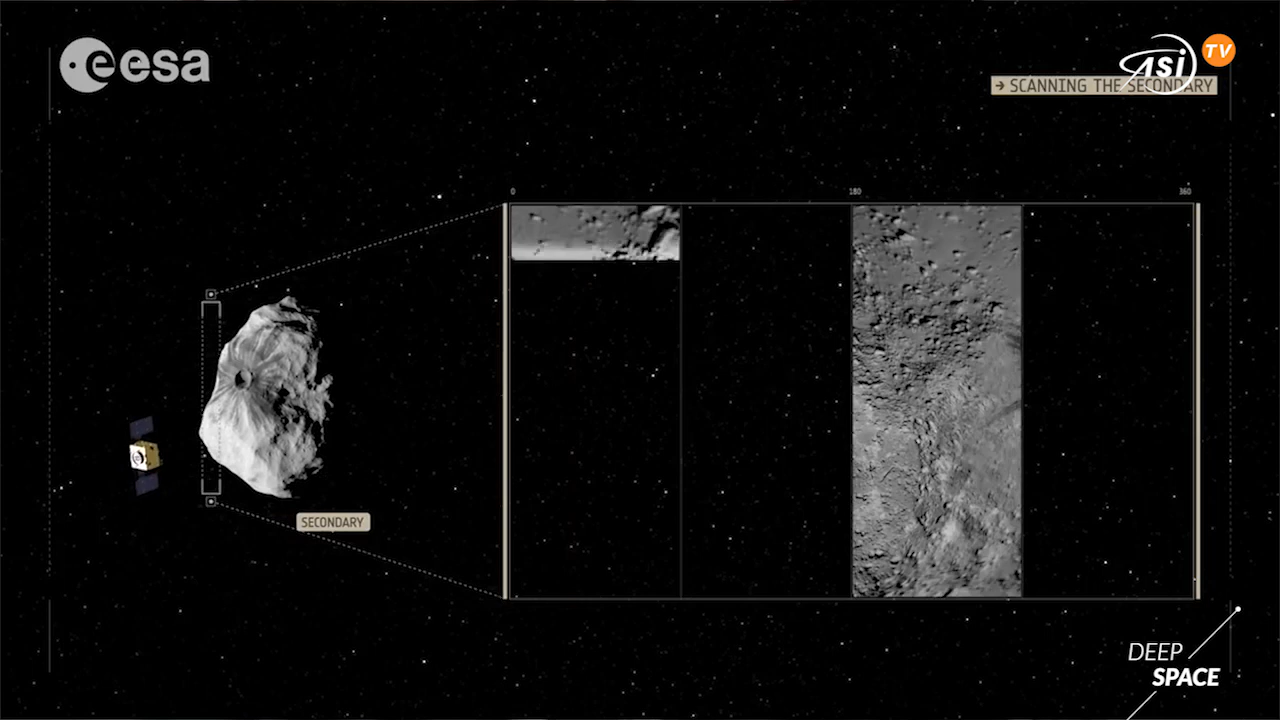 esa
ASI TV
→ SCANNING THE SECONDARY
0 180 360
SECONDARY
DEEP
SPACE